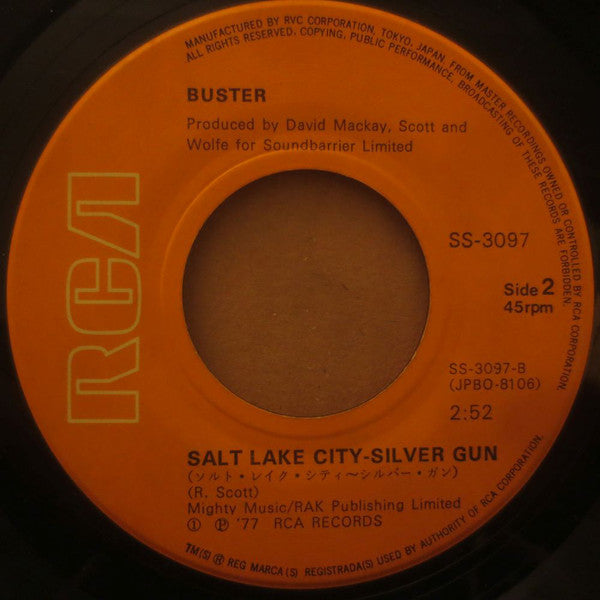 MANUFACTURED BY RVC CORPORATION, TOKYO, JAPAN. FROM MASTER RECORDINGS OWNED OR CONTROLLED BY RCA CORPORATION.
ALL RIGHTS RESERVED, COPYING, PUBLIC PERFORMANCE, BROADCASTING OF THESE RECORDS ARE FORBIDDEN.
BUSTER
Produced by David Mackay, Scott and
Wolfe for Soundbarrier Limited
RCA
SS-3097
Side 2
45rpm
SS-3097-B
(JPBO-8106)
2:52
SALT LAKE CITY-SILVER GUN
(ソルト・レイク・シティ〜シルバー・ガン)
(R. Scott)
Mighty Music/RAK Publishing Limited
① ℗ '77 RCA RECORDS
TM(S) ® REG MARCA(S) REGISTRADA(S) USED BY AUTHORITY OF RCA CORPORATION.